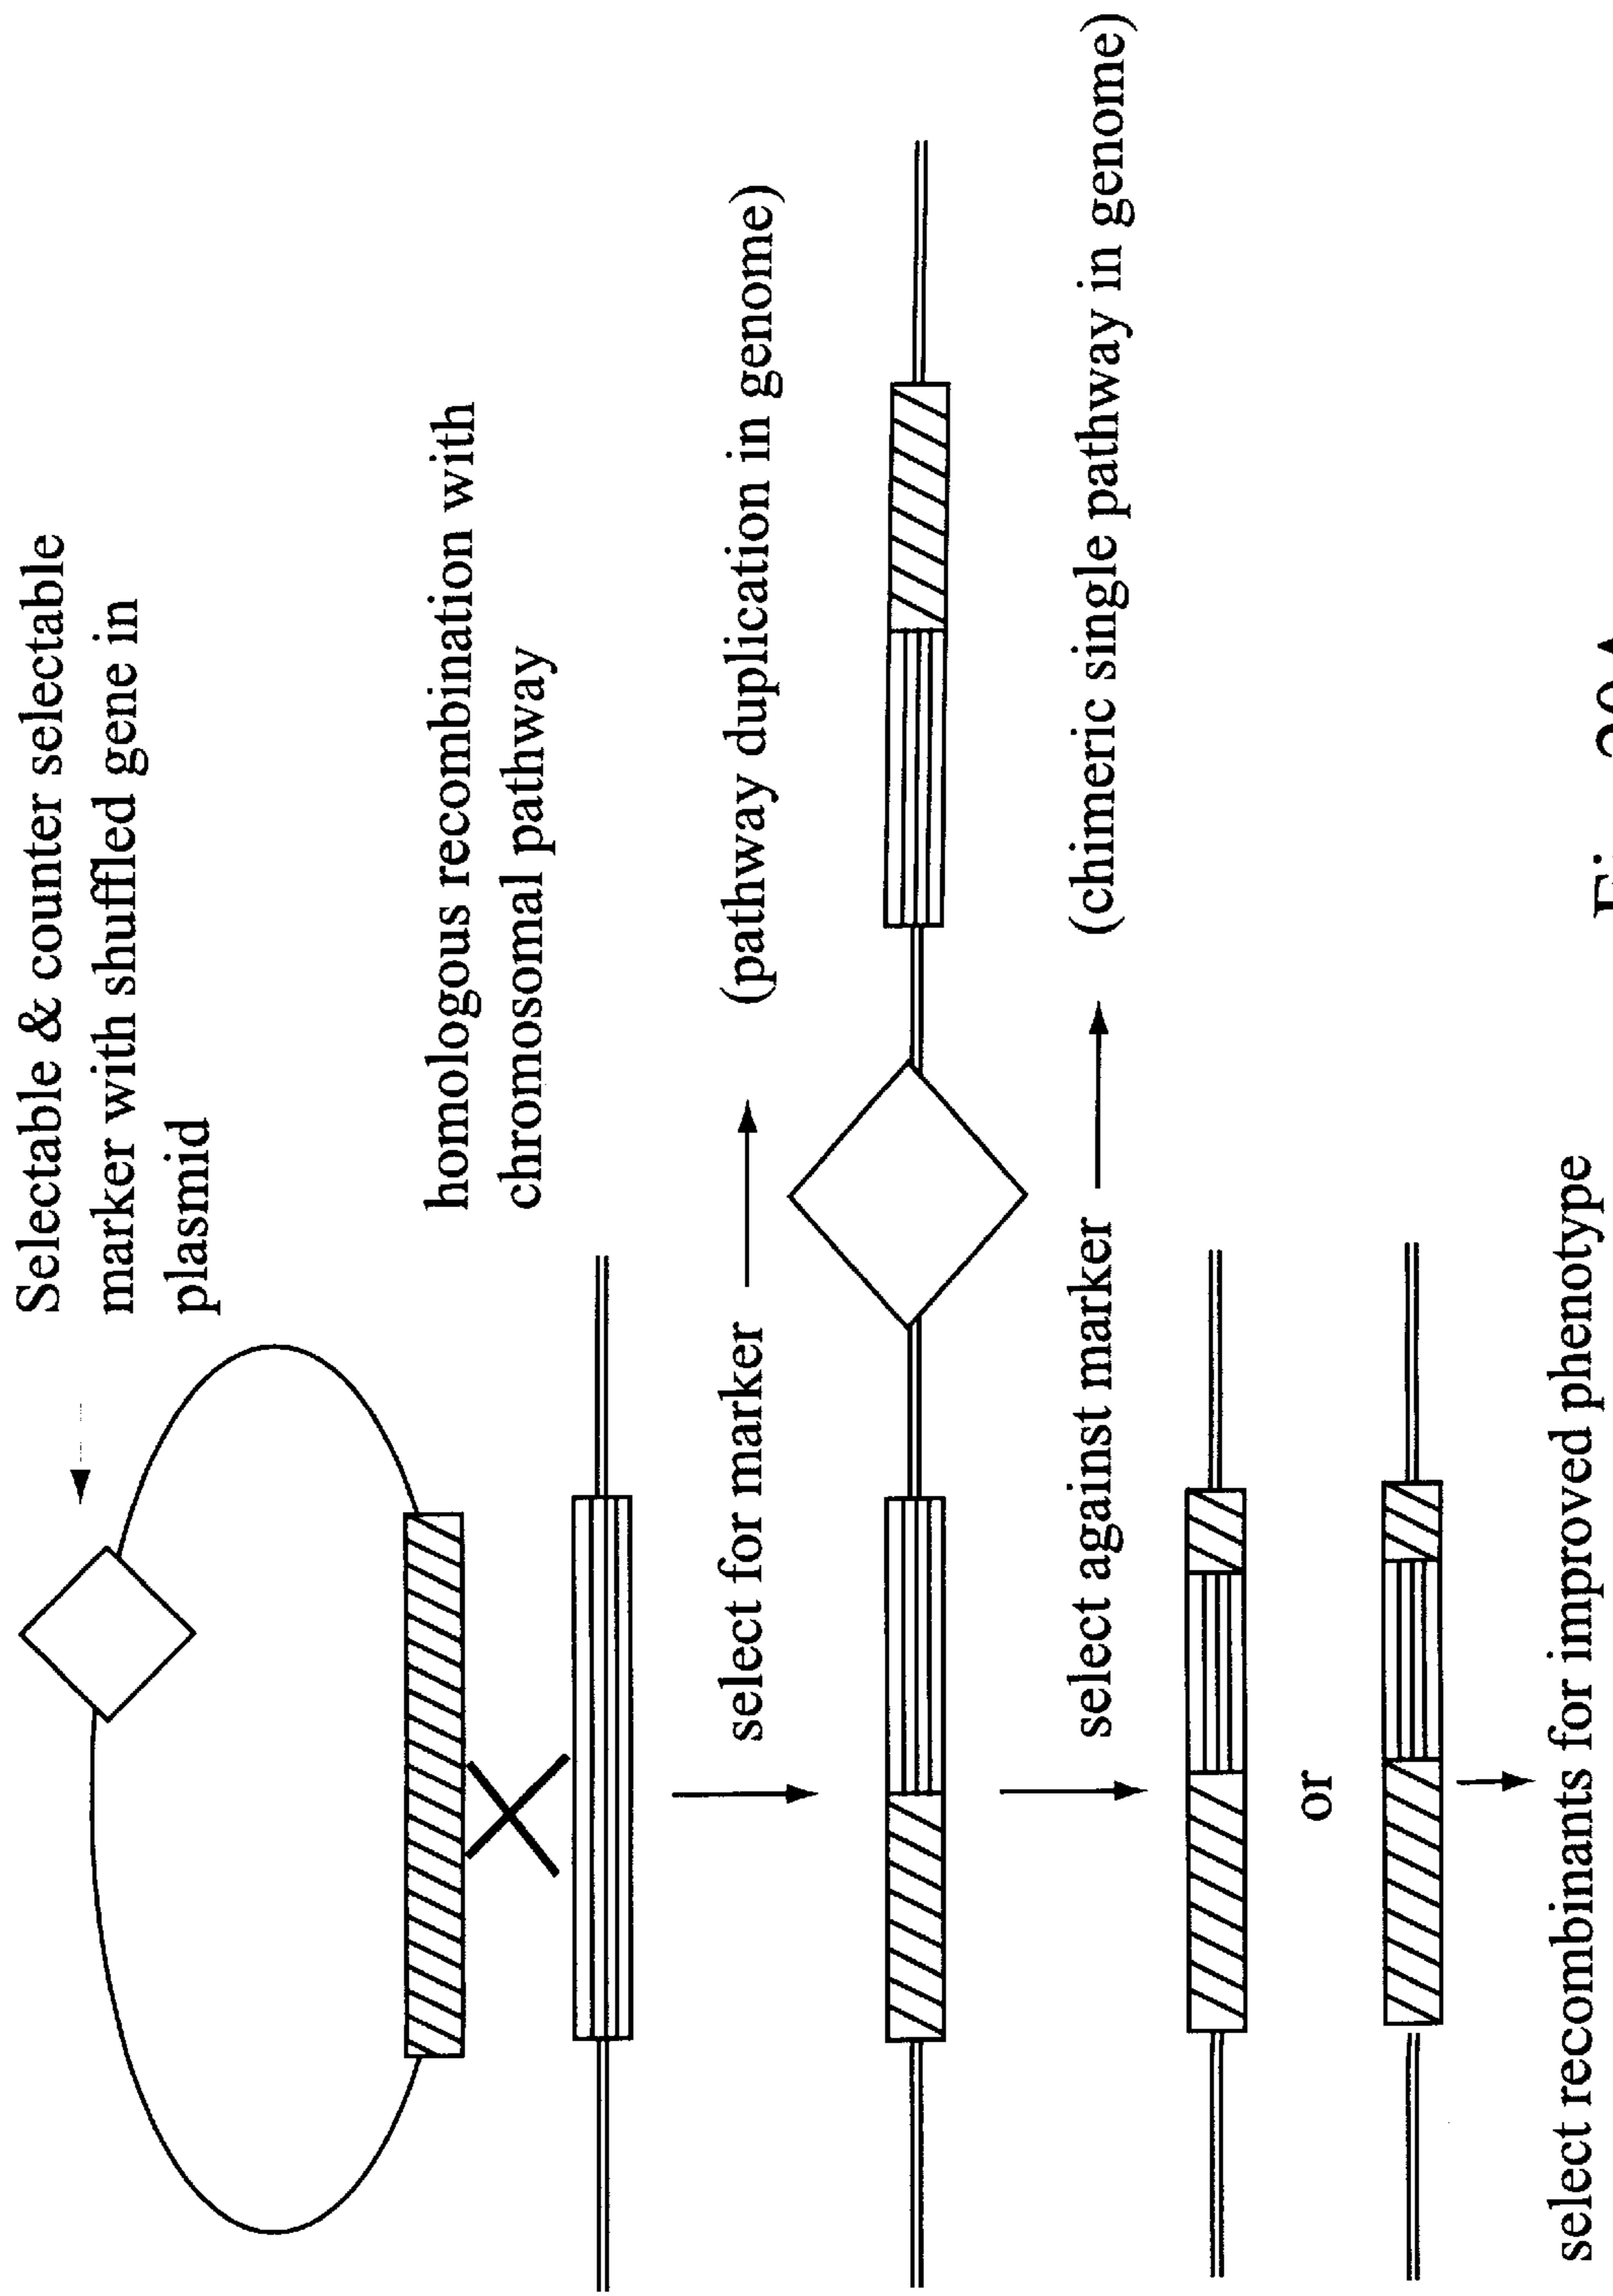 Selectable & counter selectable
marker with shuffled gene in
plasmid
homologous recombination with
chromosomal pathway
select for marker
(pathway duplication in genome)
select against marker
(chimeric single pathway in genome)
or
select recombinants for improved phenotype